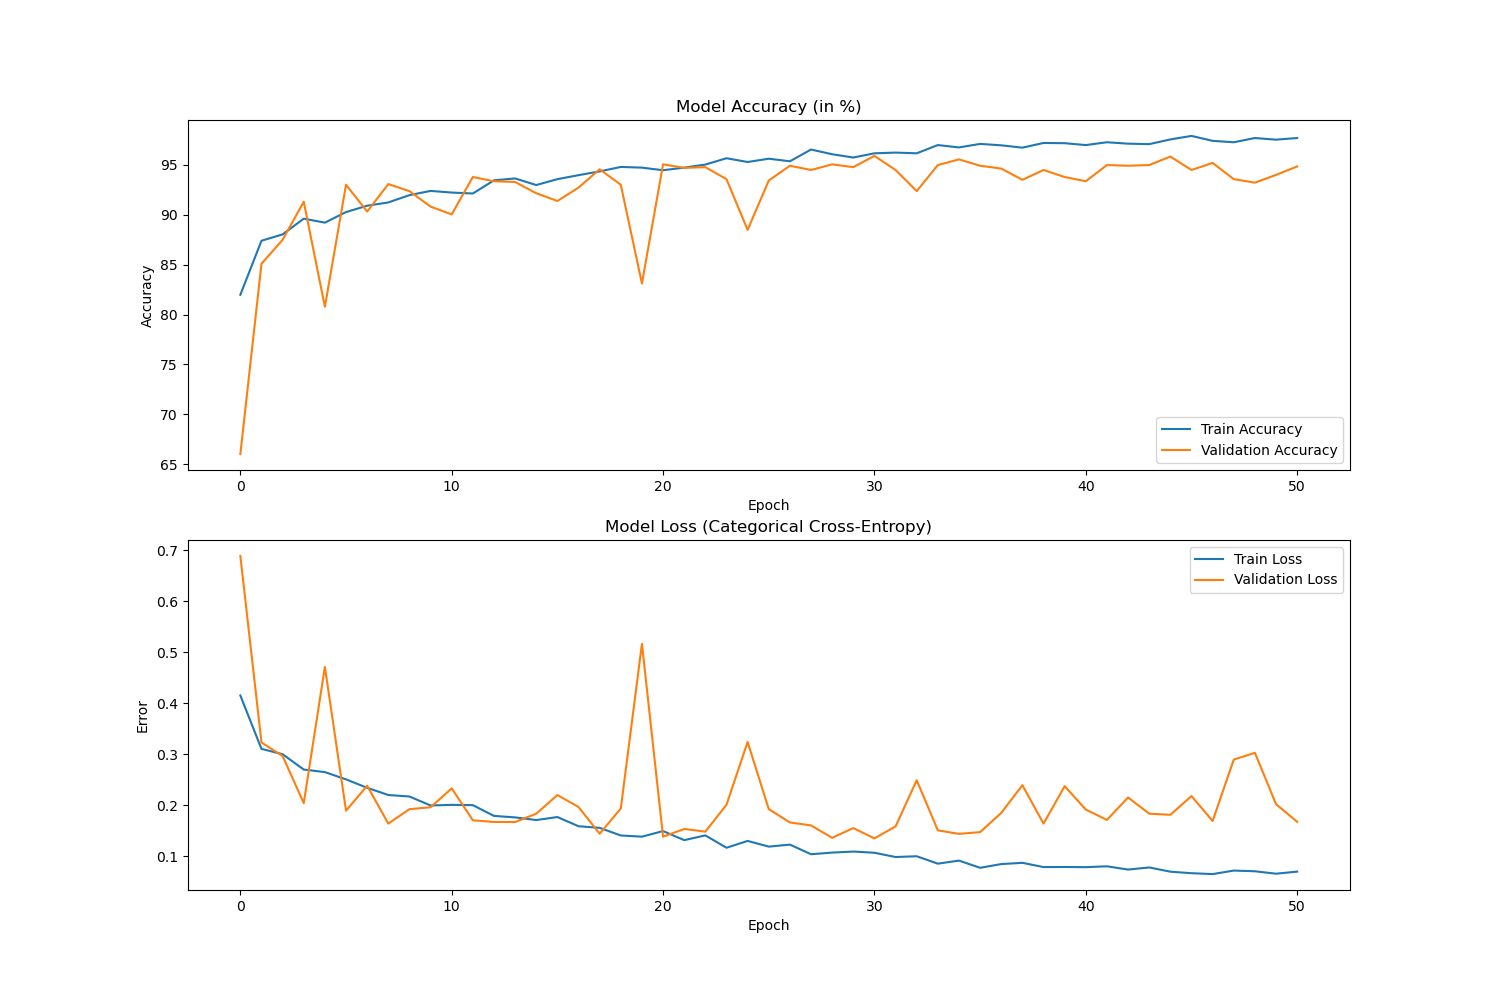 Model Accuracy (in %)
95
90
85
80
75
70
65
Accuracy
Train Accuracy
Validation Accuracy
0 10 20 30 40 50
Epoch
Model Loss (Categorical Cross-Entropy)
0.7
0.6
0.5
0.4
0.3
0.2
0.1
Error
Train Loss
Validation Loss
0 10 20 30 40 50
Epoch